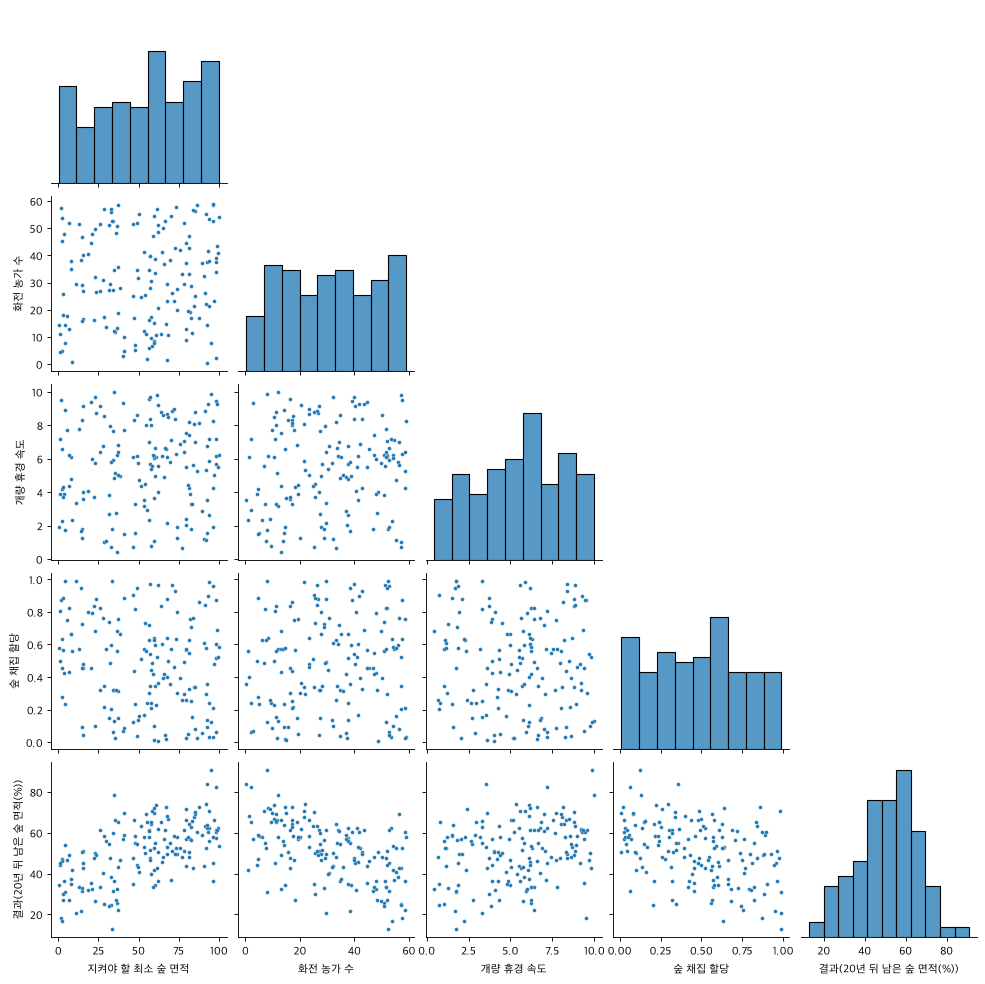 60
50
40
30
20
10
0
화전 농가 수
10
8
6
4
2
0
개량 휴경 속도
1.0
0.8
0.6
0.4
0.2
0.0
숲 채집 할당
80
60
40
20
결과(20년 뒤 남은 숲 면적(%))
0 25 50 75 100
지켜야 할 최소 숲 면적
0 20 40 60
화전 농가 수
0.0 2.5 5.0 7.5 10.0
개량 휴경 속도
0.00 0.25 0.50 0.75 1.00
숲 채집 할당
20 40 60 80
결과(20년 뒤 남은 숲 면적(%))